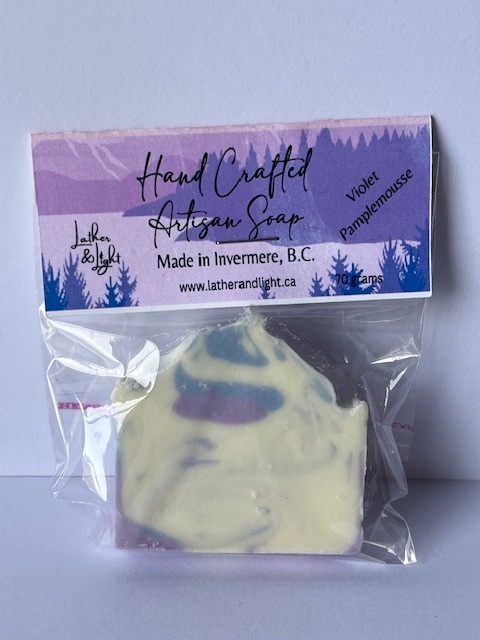 Hand Crafted
Artisan Soap
Violet
Pamplemousse
Lather
& Light
Made in Invermere, B.C.
www.latherandlight.ca
70 grams